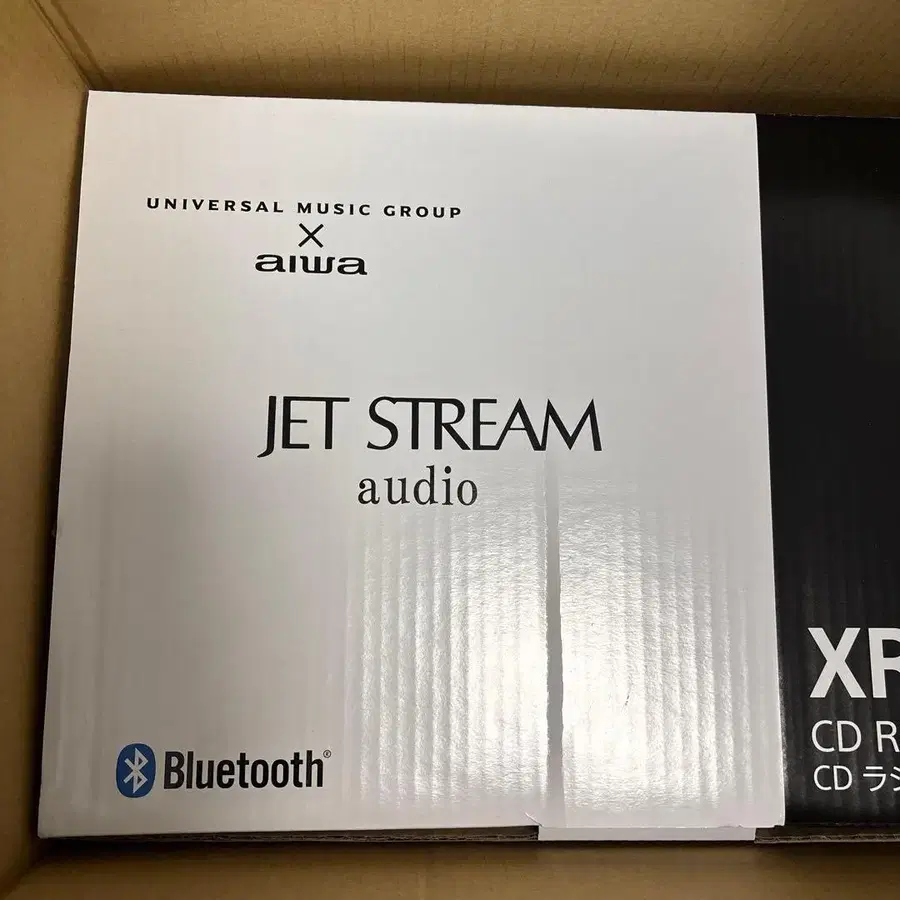 UNIVERSAL MUSIC GROUP
×
aiwa
JET STREAM
audio
Bluetooth®
XR
CD R
CD ラジ